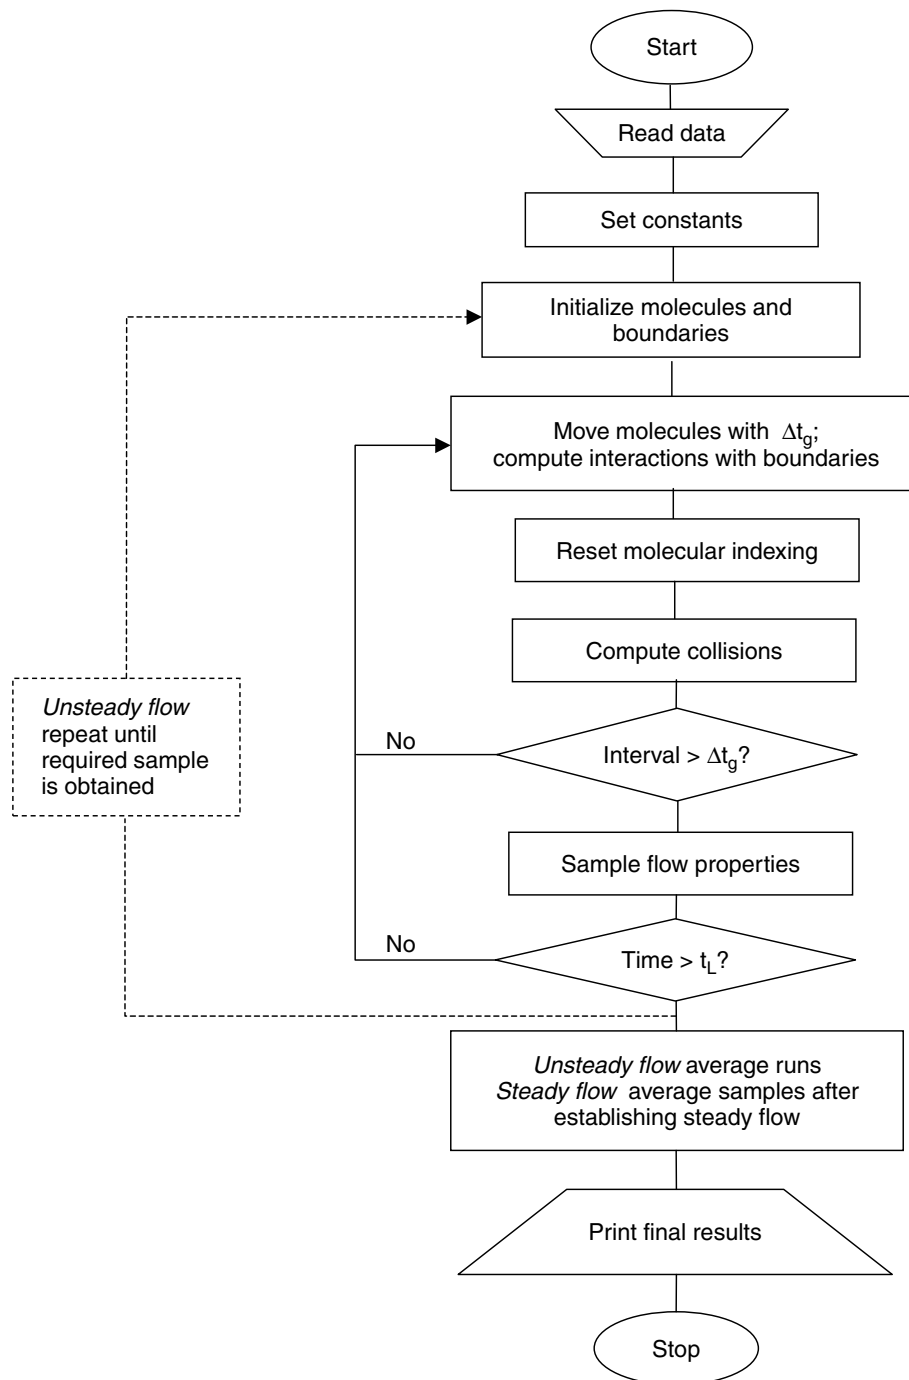 Start
Read data
Set constants
Initialize molecules and
boundaries
Move molecules with Δtg;
compute interactions with boundaries
Reset molecular indexing
Compute collisions
Unsteady flow
repeat until
required sample
is obtained
No
Interval > Δtg?
Sample flow properties
No
Time > tL?
Unsteady flow average runs
Steady flow average samples after
establishing steady flow
Print final results
Stop